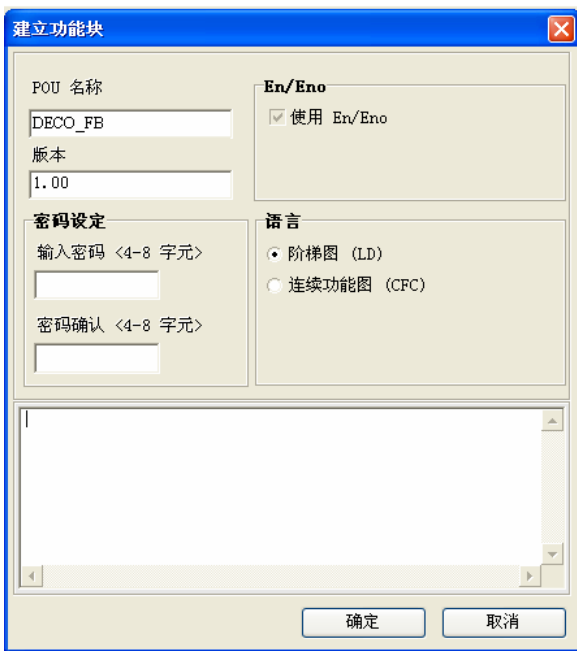 建立功能块
POU 名称
DECO_FB
版本
1.00
En/Eno
使用 En/Eno
密码设定
输入密码 <4-8 字元>
密码确认 <4-8 字元>
语言
阶梯图 (LD)
连续功能图 (CFC)
确定
取消